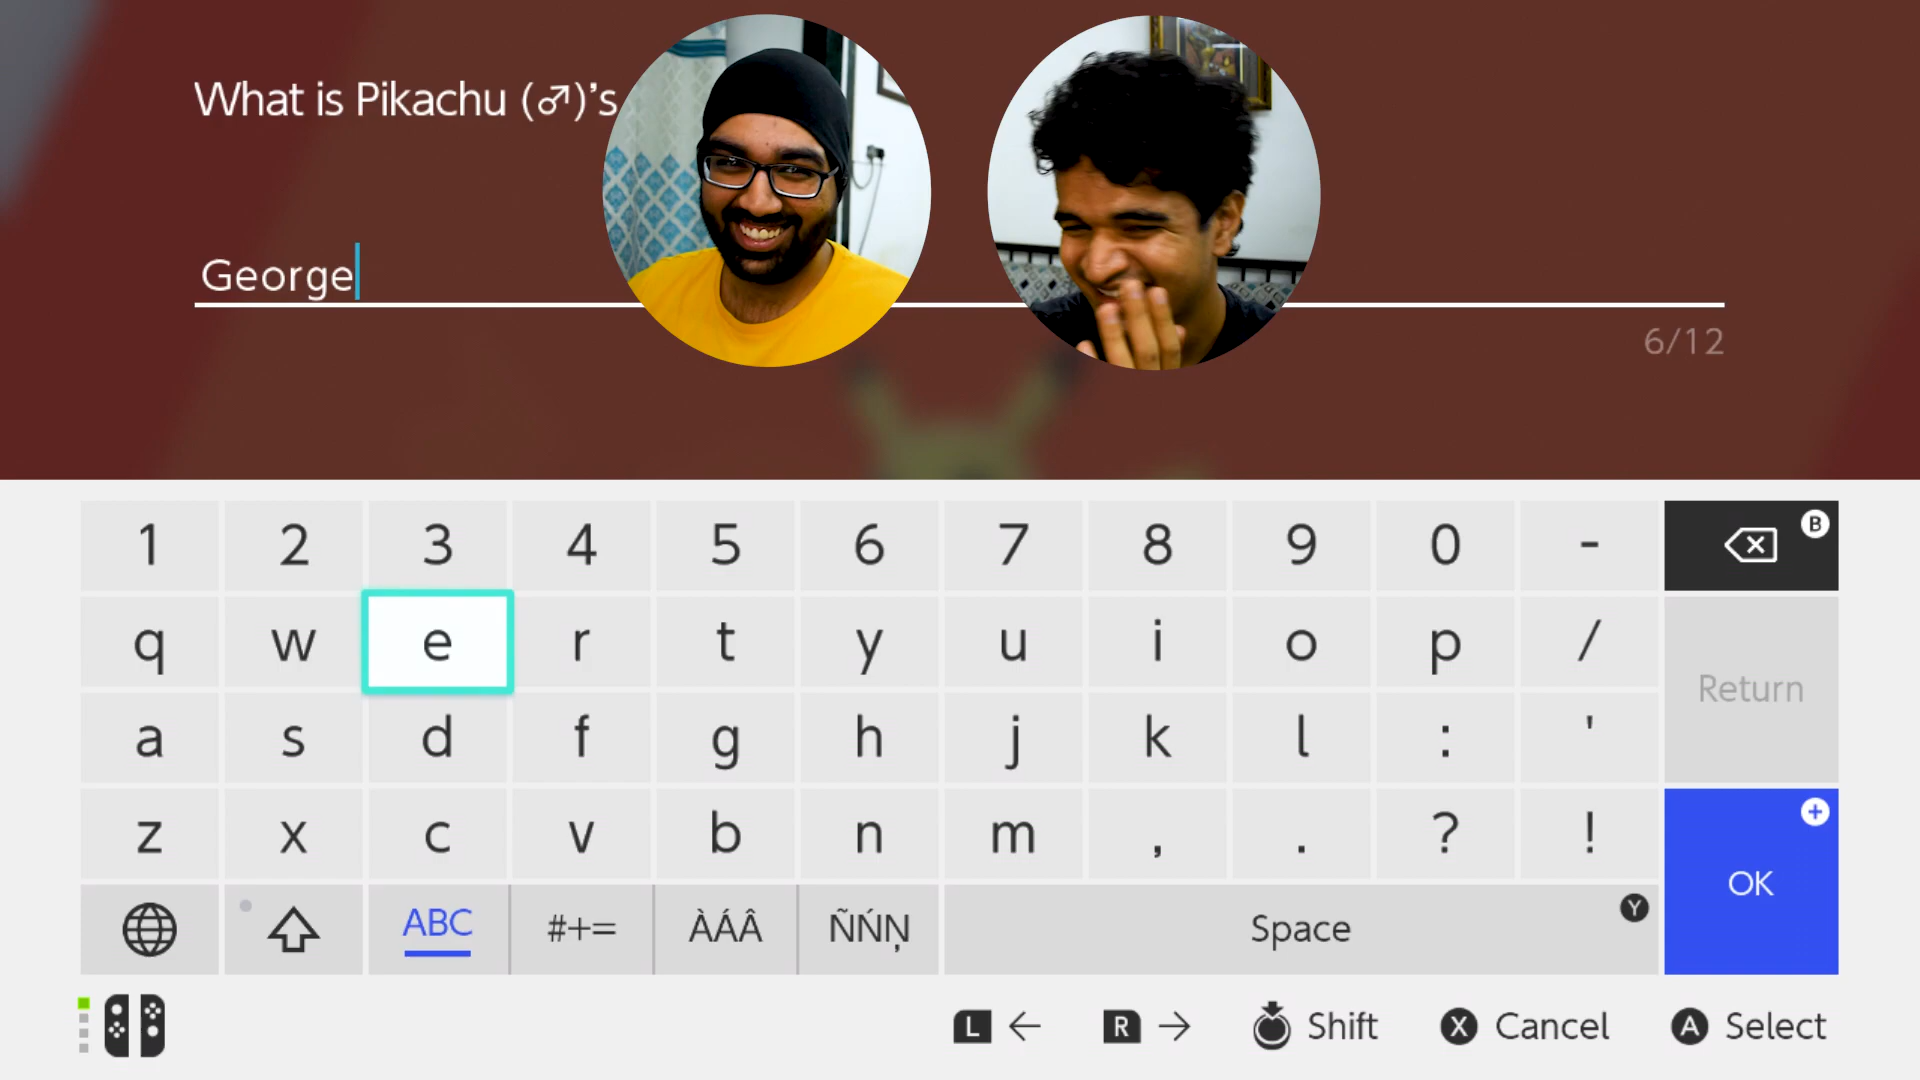 What is Pikachu (♂)'s
George
6/12
1 2 3 4 5 6 7 8 9 0 - B
q w e r t y u i o p / Return
a s d f g h j k l : '
z x c v b n m , . ? ! +
ABC #+= ÀÁÂ ÑŃŅ Space Y OK
L ← R → Shift X Cancel A Select